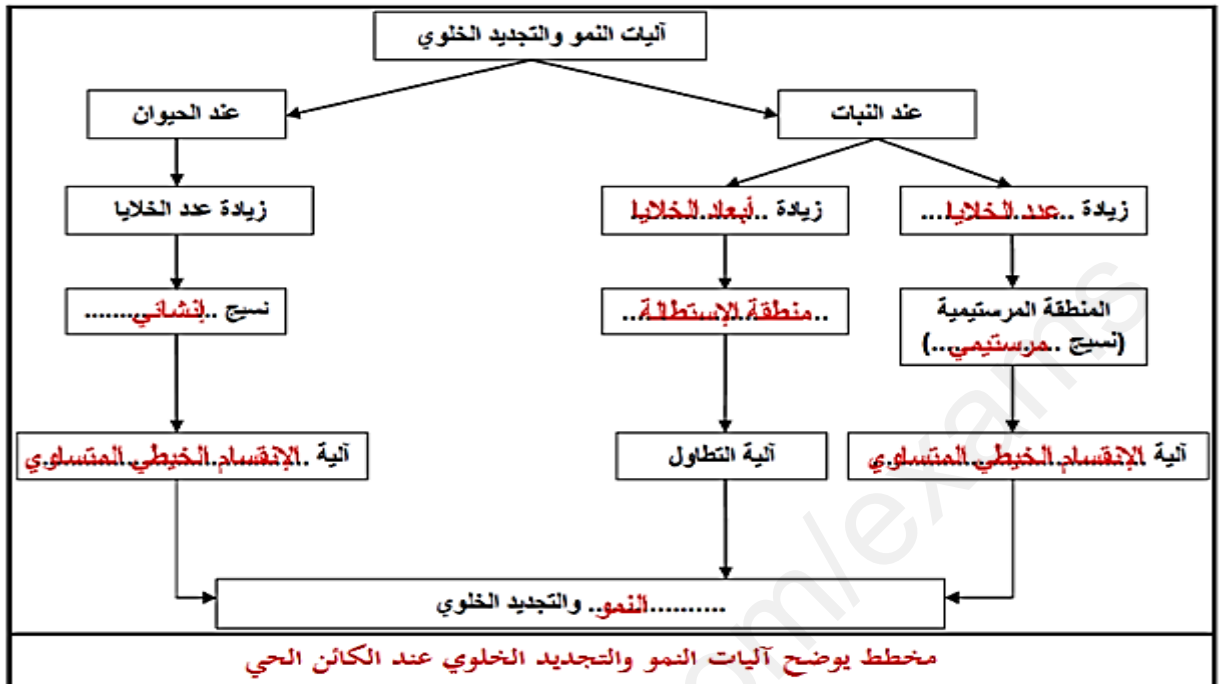 آليات النمو والتجديد الخلوي
عند النبات
عند الحيوان
زيادة ..عدد الخلايا...
زيادة ..أبعاد الخلايا
زيادة عدد الخلايا
المنطقة المرستيمية
(نسيج ..مرستيمي...)
..منطقة الإستطالة..
نسيج ..إنشائي..........
آلية الإنقسام الخيطي المتساوي
آلية التطاول
آلية ..الإنقسام الخيطي المتساوي
..........النمو.. والتجديد الخلوي
مخطط يوضح آليات النمو والتجديد الخلوي عند الكائن الحي
om/exams